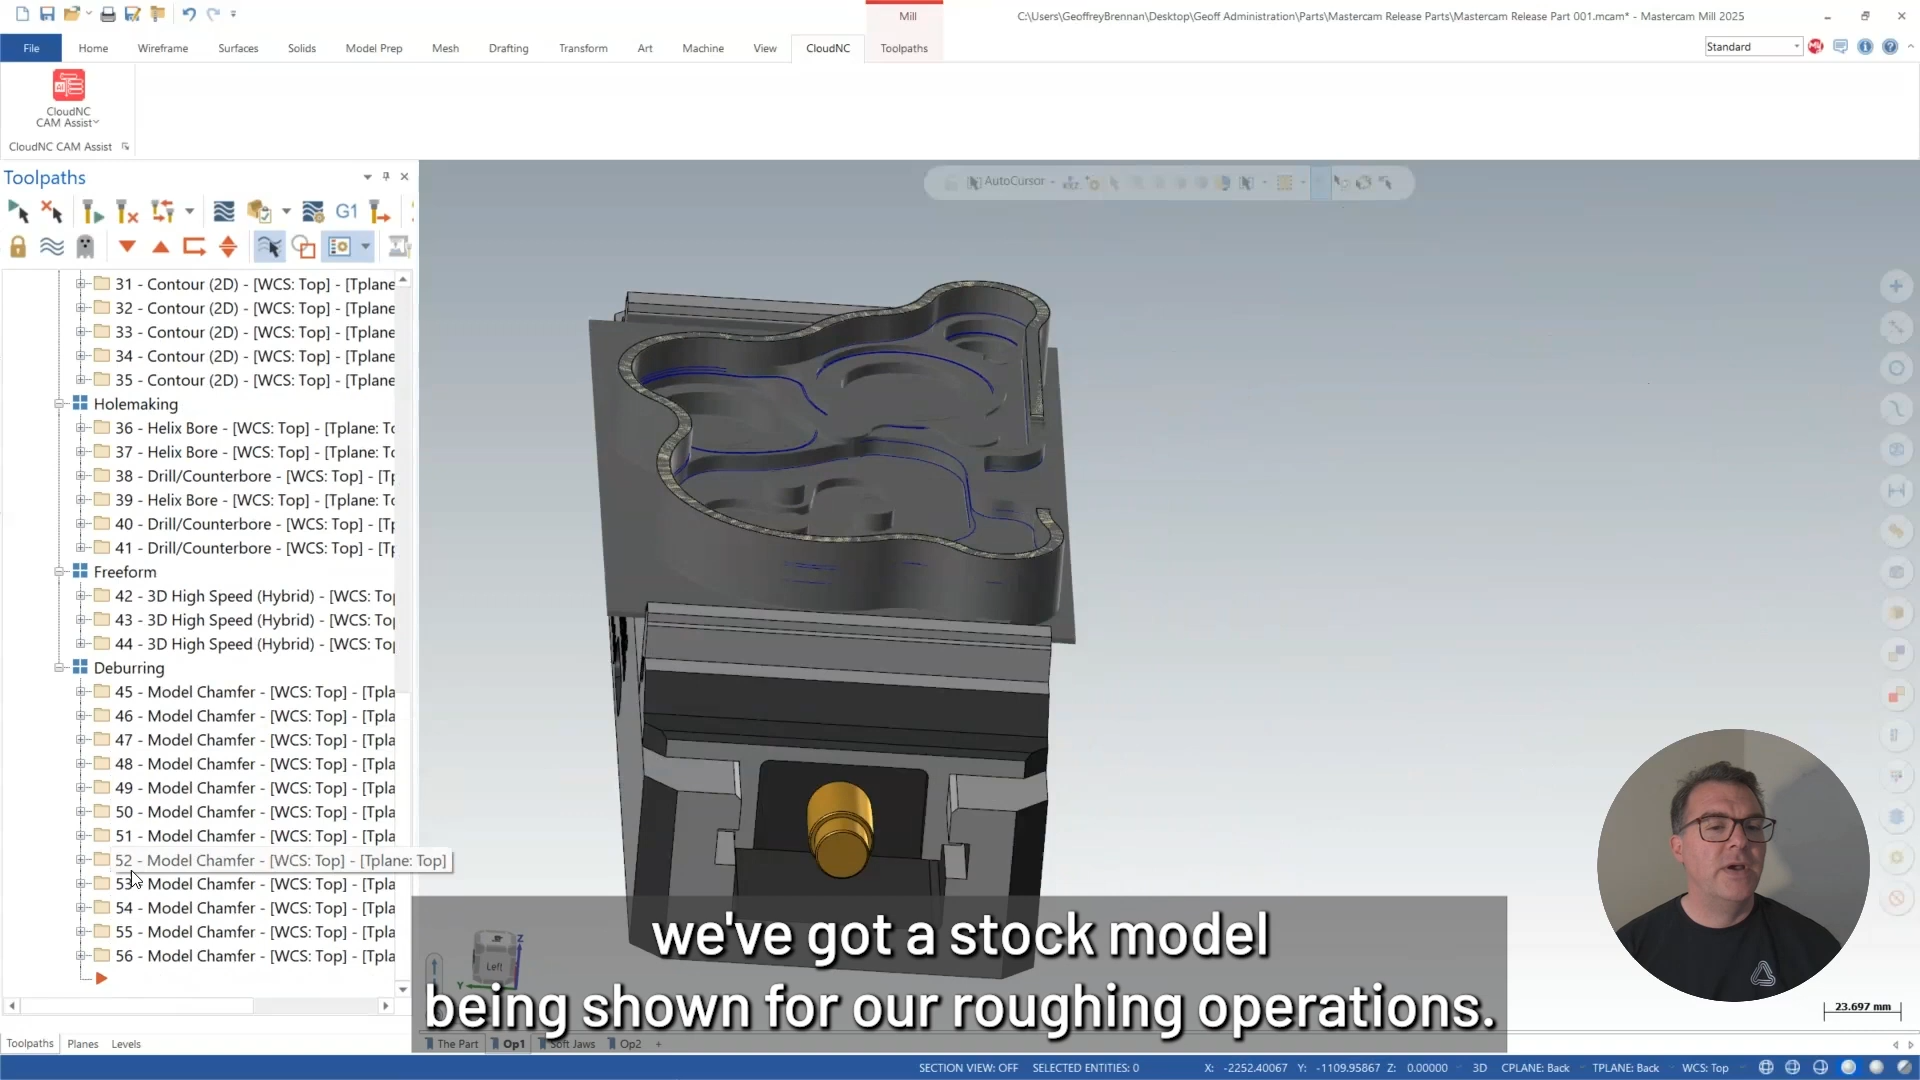 Mill
C:\Users\GeoffreyBrennan\Desktop\Geoff Administration\Parts\Mastercam Release Parts\Mastercam Release Part 001.mcam* - Mastercam Mill 2025
File
Home
Wireframe
Surfaces
Solids
Model Prep
Mesh
Drafting
Transform
Art
Machine
View
CloudNC
Toolpaths
Standard
CloudNC
CAM Assist
CloudNC CAM Assist
Toolpaths
AutoCursor
G1
31 - Contour (2D) - [WCS: Top] - [Tplane
32 - Contour (2D) - [WCS: Top] - [Tplane
33 - Contour (2D) - [WCS: Top] - [Tplane
34 - Contour (2D) - [WCS: Top] - [Tplane
35 - Contour (2D) - [WCS: Top] - [Tplane
Holemaking
36 - Helix Bore - [WCS: Top] - [Tplane: To
37 - Helix Bore - [WCS: Top] - [Tplane: To
38 - Drill/Counterbore - [WCS: Top] - [Tp
39 - Helix Bore - [WCS: Top] - [Tplane: To
40 - Drill/Counterbore - [WCS: Top] - [Tp
41 - Drill/Counterbore - [WCS: Top] - [Tp
Freeform
42 - 3D High Speed (Hybrid) - [WCS: Top
43 - 3D High Speed (Hybrid) - [WCS: Top
44 - 3D High Speed (Hybrid) - [WCS: Top
Deburring
45 - Model Chamfer - [WCS: Top] - [Tpla
46 - Model Chamfer - [WCS: Top] - [Tpla
47 - Model Chamfer - [WCS: Top] - [Tpla
48 - Model Chamfer - [WCS: Top] - [Tpla
49 - Model Chamfer - [WCS: Top] - [Tpla
50 - Model Chamfer - [WCS: Top] - [Tpla
51 - Model Chamfer - [WCS: Top] - [Tpla
52 - Model Chamfer - [WCS: Top] - [Tplane: Top]
53 - Model Chamfer - [WCS: Top] - [Tpla
54 - Model Chamfer - [WCS: Top] - [Tpla
55 - Model Chamfer - [WCS: Top] - [Tpla
56 - Model Chamfer - [WCS: Top] - [Tpla
we've got a stock model
being shown for our roughing operations.
Left
Z
Y
23.697 mm
Toolpaths
Planes
Levels
The Part
Op1
Soft Jaws
Op2
+
SECTION VIEW: OFF
SELECTED ENTITIES: 0
X: -2252.40067
Y: -1109.95867
Z: 0.00000
3D
CPLANE: Back
TPLANE: Back
WCS: Top